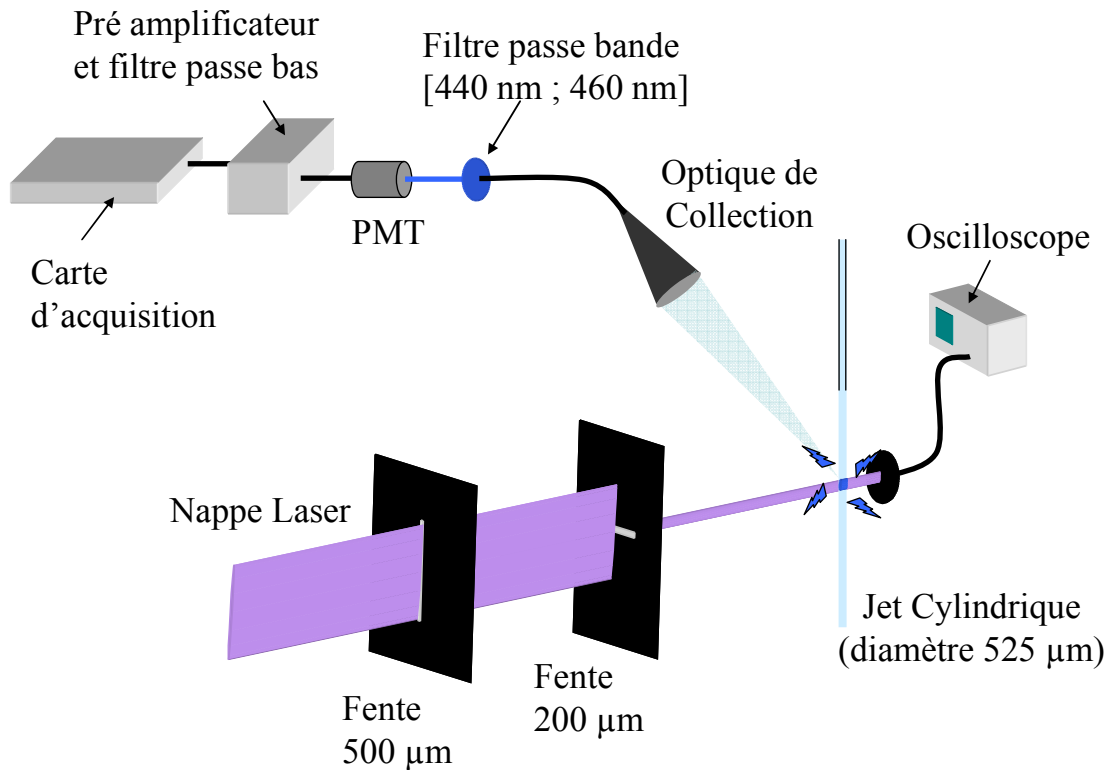 Pré amplificateur
et filtre passe bas
Filtre passe bande
[440 nm ; 460 nm]
Optique de
Collection
PMT
Oscilloscope
Carte
d’acquisition
Nappe Laser
Jet Cylindrique
(diamètre 525 µm)
Fente
200 µm
Fente
500 µm